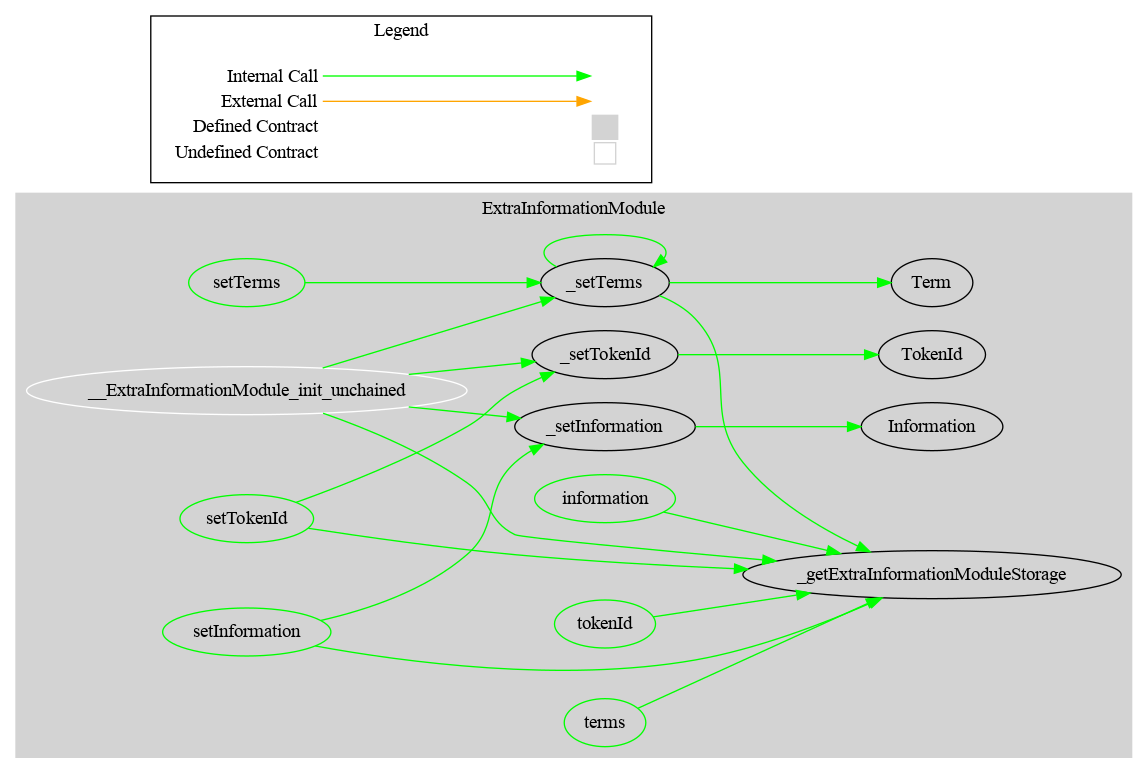 Legend
Internal Call
External Call
Defined Contract
Undefined Contract
ExtraInformationModule
setTerms
_setTerms
Term
_setTokenId
TokenId
__ExtraInformationModule_init_unchained
_setInformation
Information
information
setTokenId
_getExtraInformationModuleStorage
tokenId
setInformation
terms